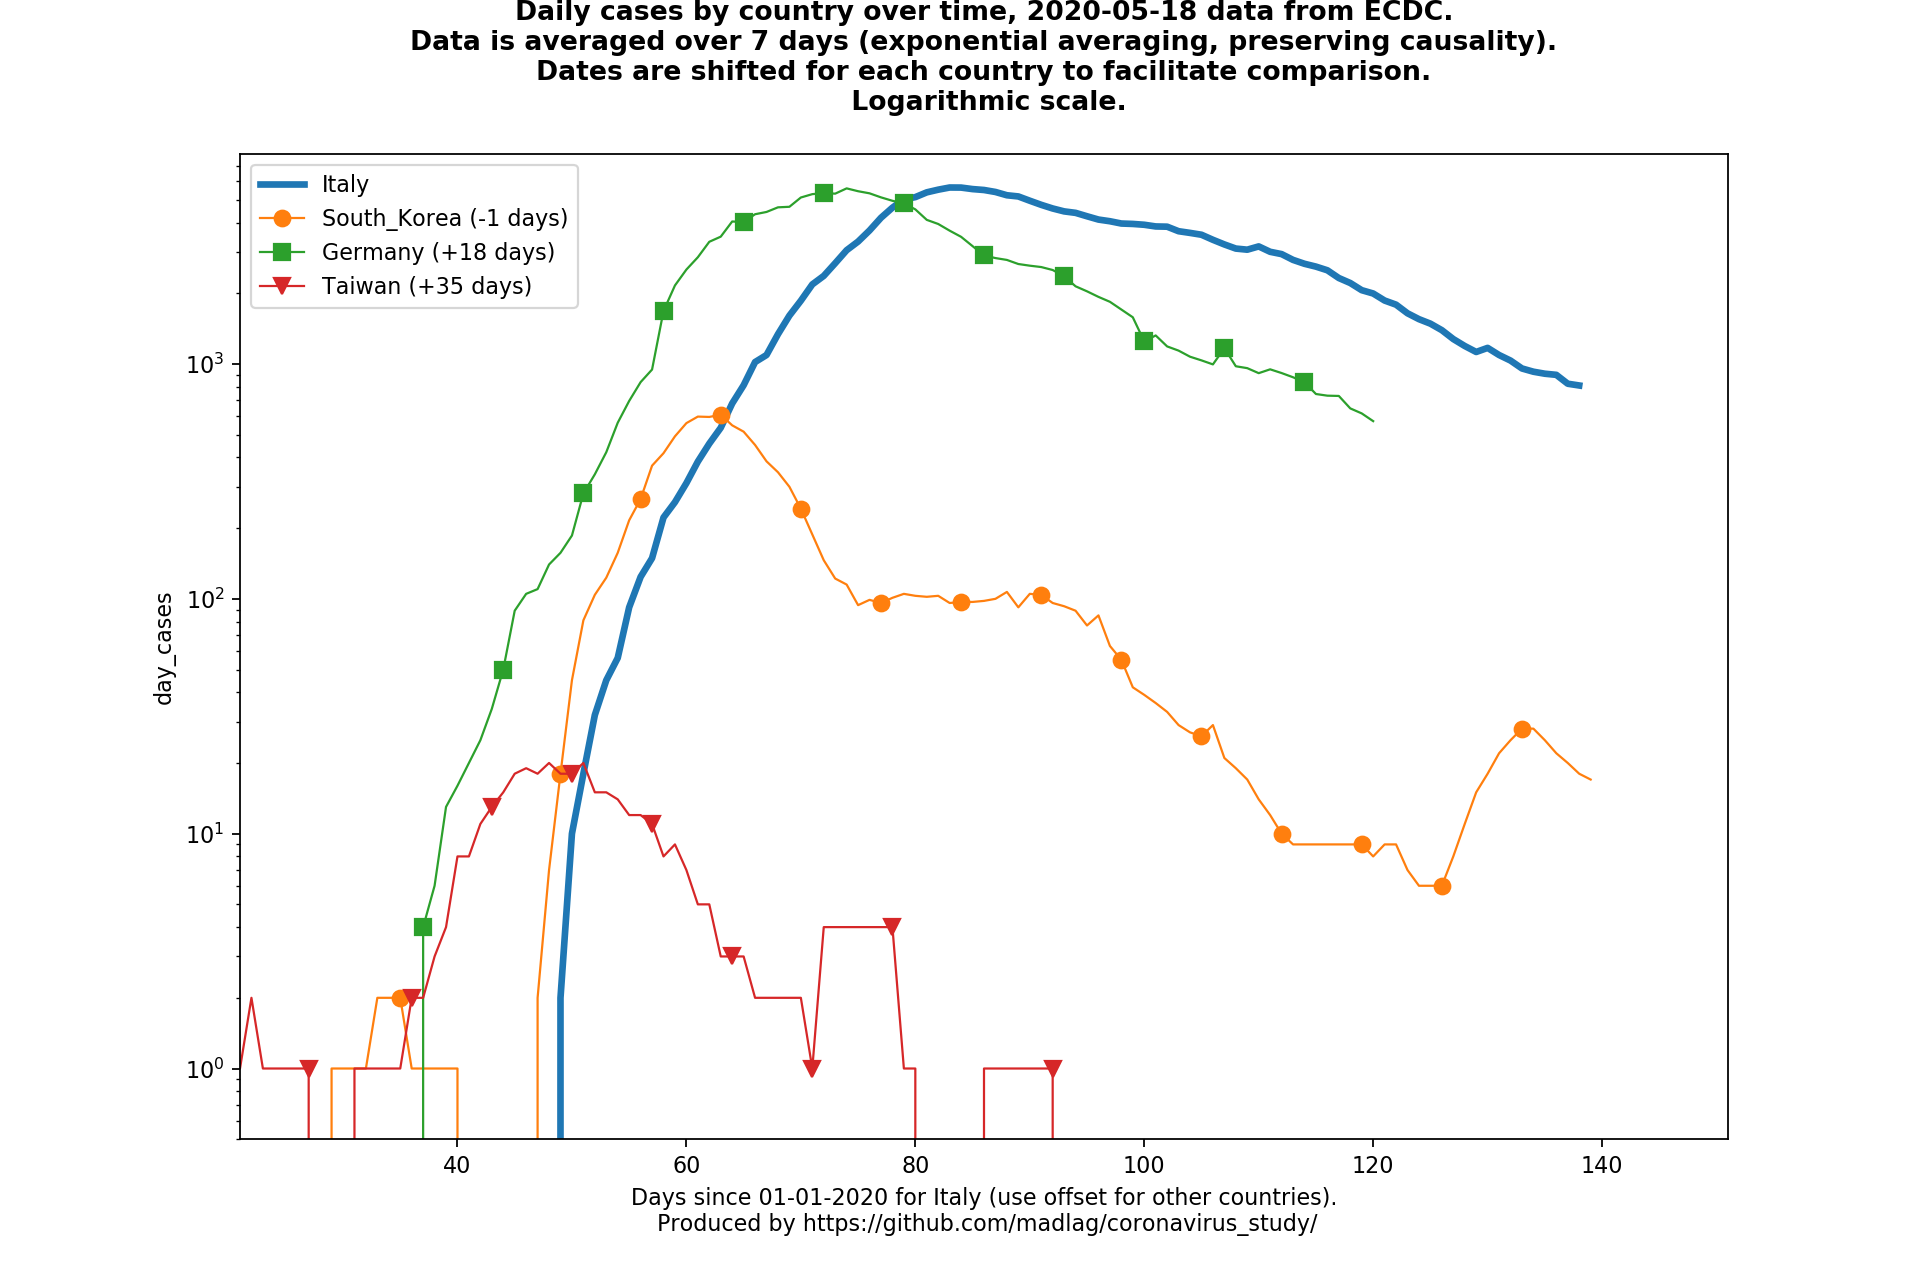 Daily cases by country over time, 2020-05-18 data from ECDC.
Data is averaged over 7 days (exponential averaging, preserving causality).
Dates are shifted for each country to facilitate comparison.
Logarithmic scale.
Italy
South_Korea (-1 days)
Germany (+18 days)
Taiwan (+35 days)
10³
10²
10¹
10⁰
day_cases
40 60 80 100 120 140
Days since 01-01-2020 for Italy (use offset for other countries).
Produced by https://github.com/madlag/coronavirus_study/